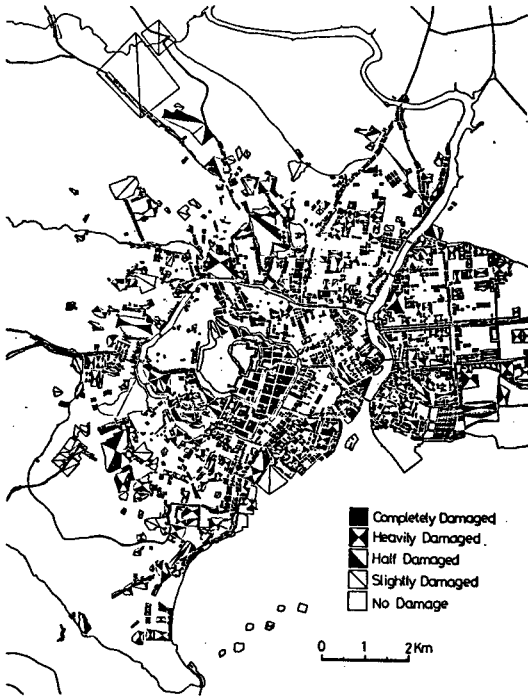 Completely Damaged
Heavily Damaged
Half Damaged
Slightly Damaged
No Damage
0 1 2 Km